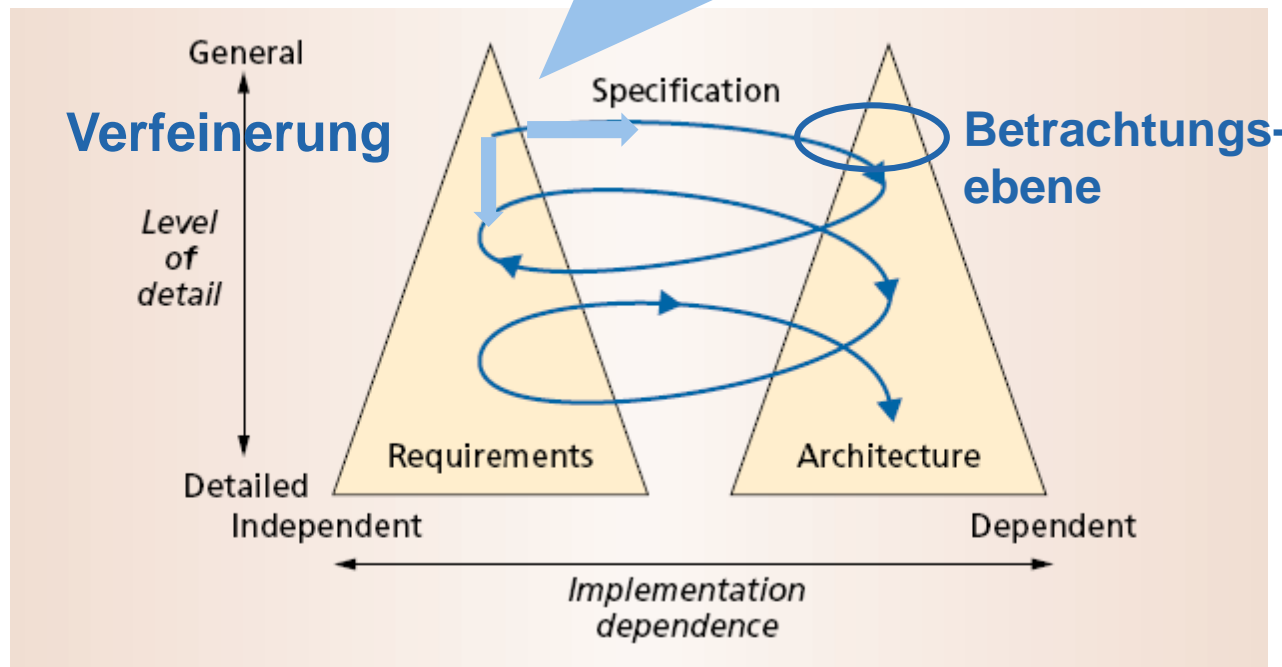 General
Specification
Verfeinerung
Betrachtungs-
ebene
Level
of
detail
Requirements
Architecture
Detailed
Independent
Dependent
Implementation
dependence